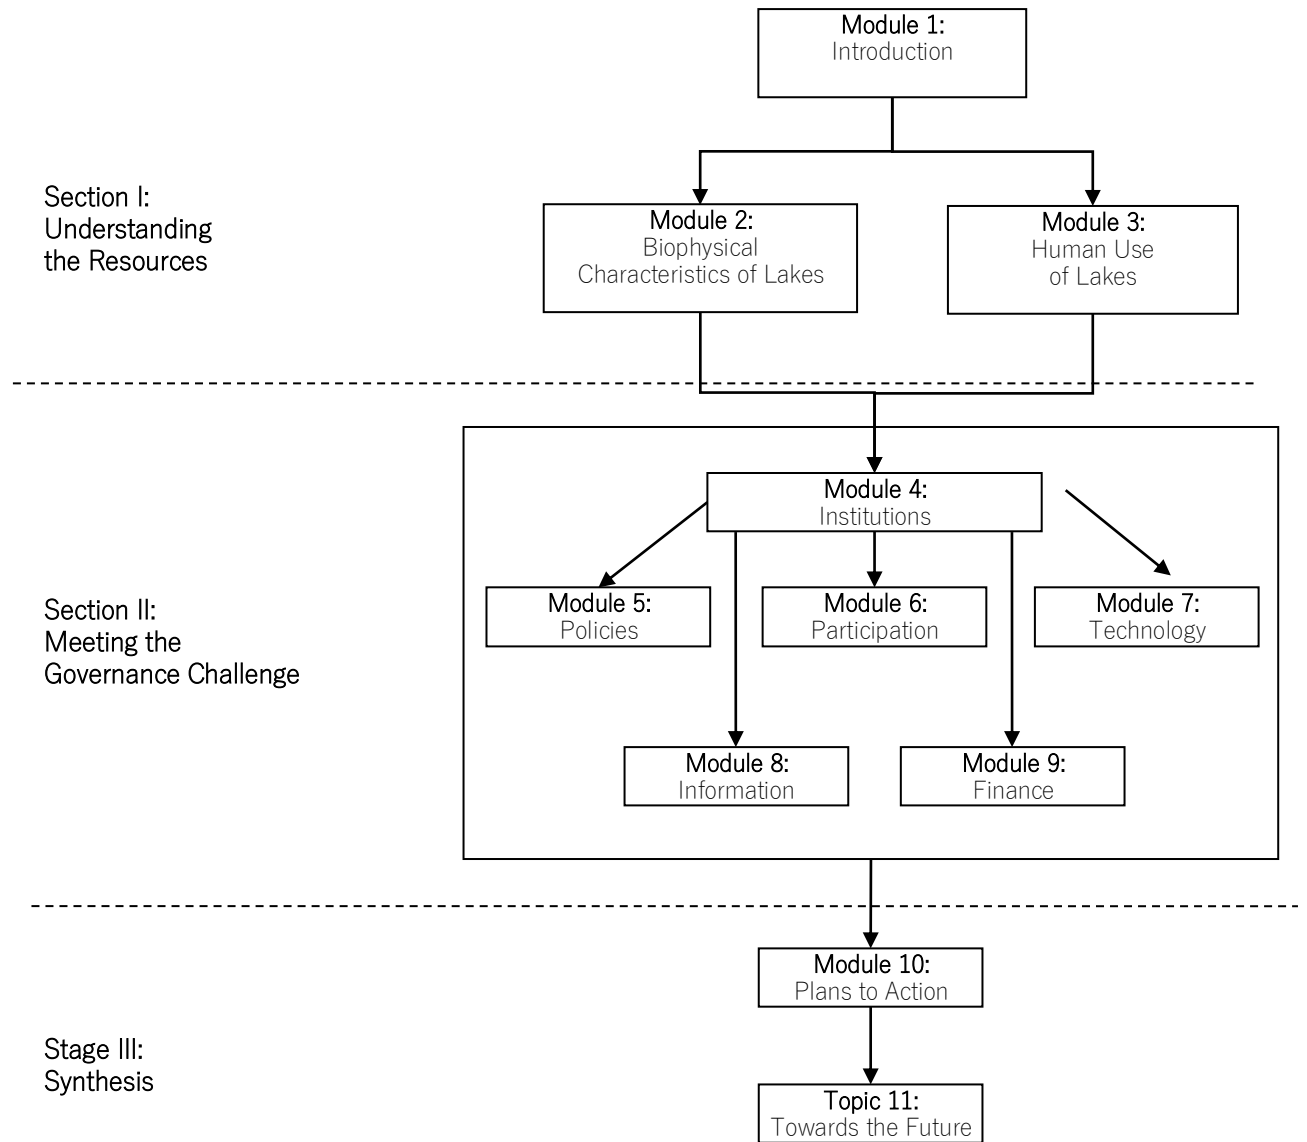 Module 1:
Introduction
Section I:
Understanding
the Resources
Module 2:
Biophysical
Characteristics of Lakes
Module 3:
Human Use
of Lakes
Module 4:
Institutions
Module 5:
Policies
Module 6:
Participation
Module 7:
Technology
Section II:
Meeting the
Governance Challenge
Module 8:
Information
Module 9:
Finance
Module 10:
Plans to Action
Stage III:
Synthesis
Topic 11:
Towards the Future